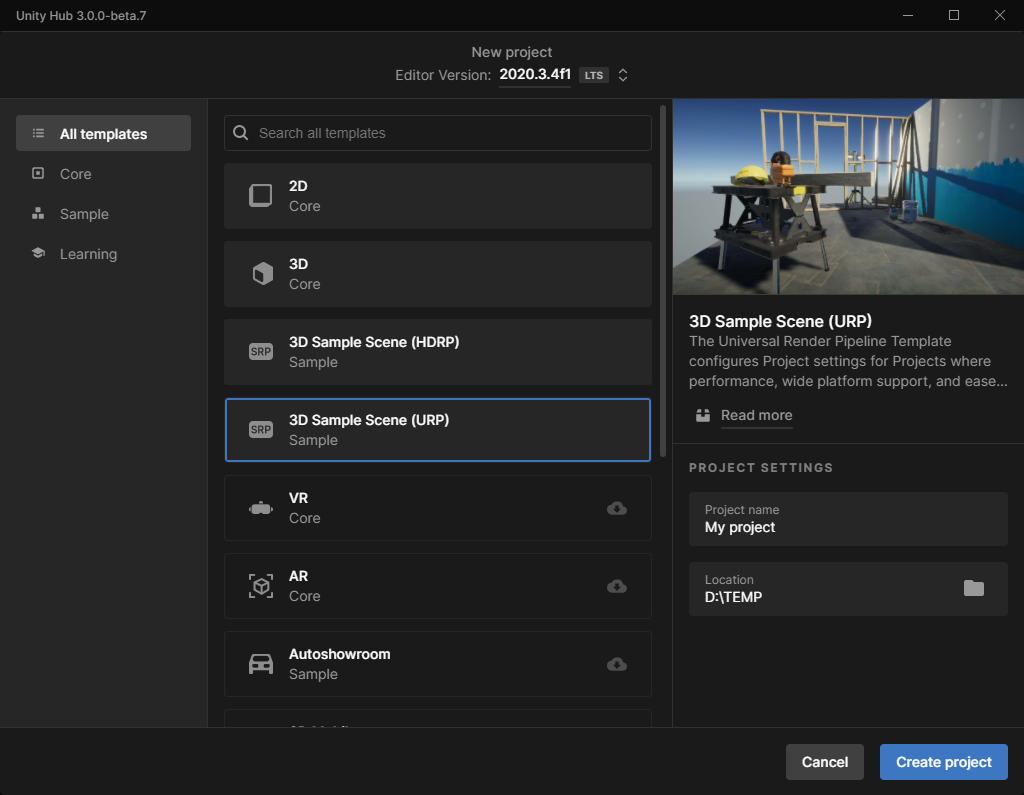 Unity Hub 3.0.0-beta.7
New project
Editor Version: 2020.3.4f1 LTS
All templates
Core
Sample
Learning
Search all templates
2D
Core
3D
Core
SRP
3D Sample Scene (HDRP)
Sample
SRP
3D Sample Scene (URP)
Sample
VR
Core
AR
Core
Autoshowroom
Sample
3D Sample Scene (URP)
The Universal Render Pipeline Template
configures Project settings for Projects where
performance, wide platform support, and ease...
Read more
PROJECT SETTINGS
Project name
My project
Location
D:\TEMP
Cancel
Create project